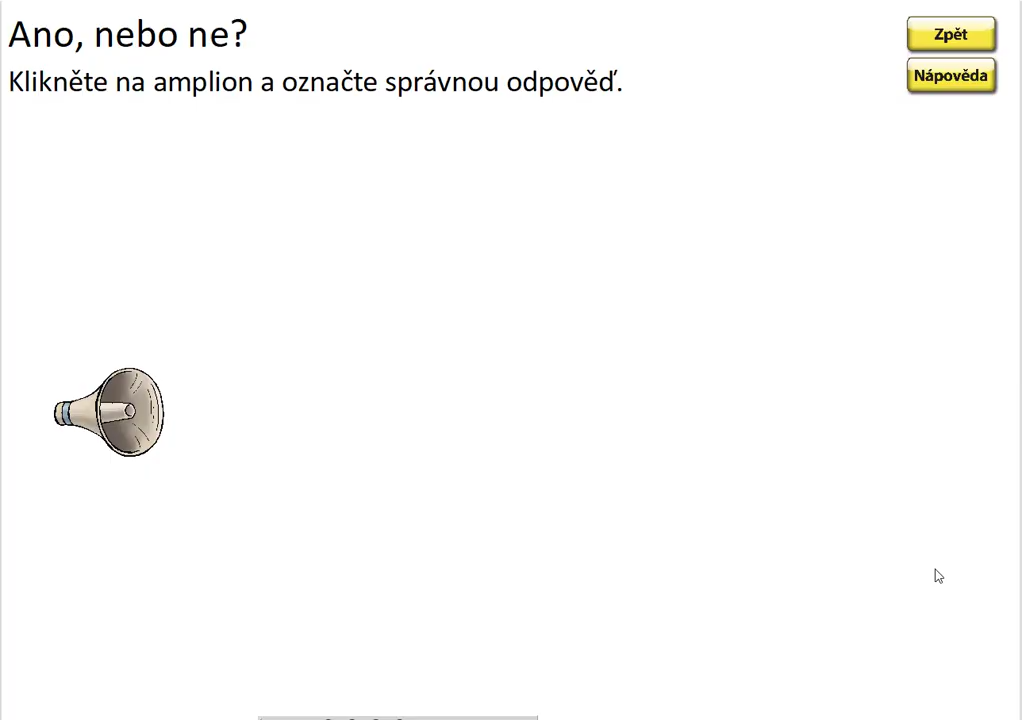 Ano, nebo ne?
Zpět
Klikněte na amplion a označte správnou odpověď.
Nápověda